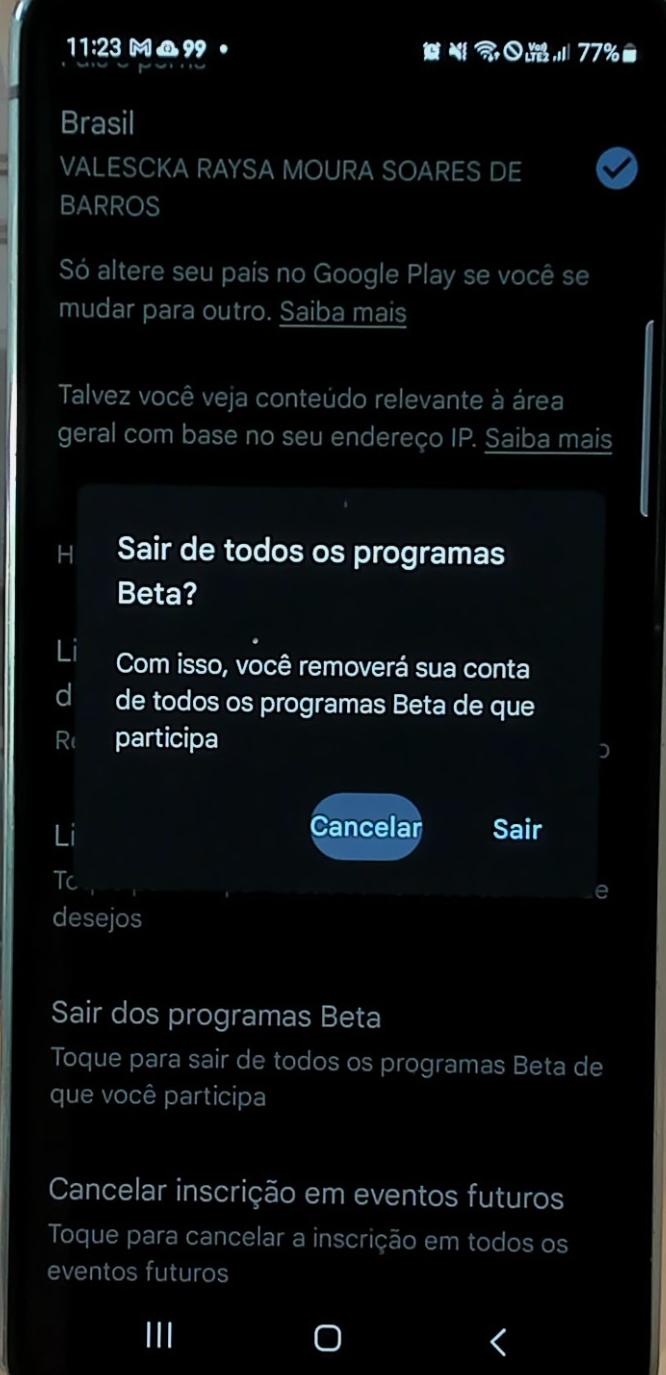 11:23 M 99
Vo)) LTE2 77%
Brasil
VALESCKA RAYSA MOURA SOARES DE
BARROS
Só altere seu país no Google Play se você se
mudar para outro. Saiba mais
Talvez você veja conteúdo relevante à área
geral com base no seu endereço IP. Saiba mais
Sair de todos os programas
Beta?
Com isso, você removerá sua conta
de todos os programas Beta de que
participa
Cancelar Sair
desejos
Sair dos programas Beta
Toque para sair de todos os programas Beta de
que você participa
Cancelar inscrição em eventos futuros
Toque para cancelar a inscrição em todos os
eventos futuros